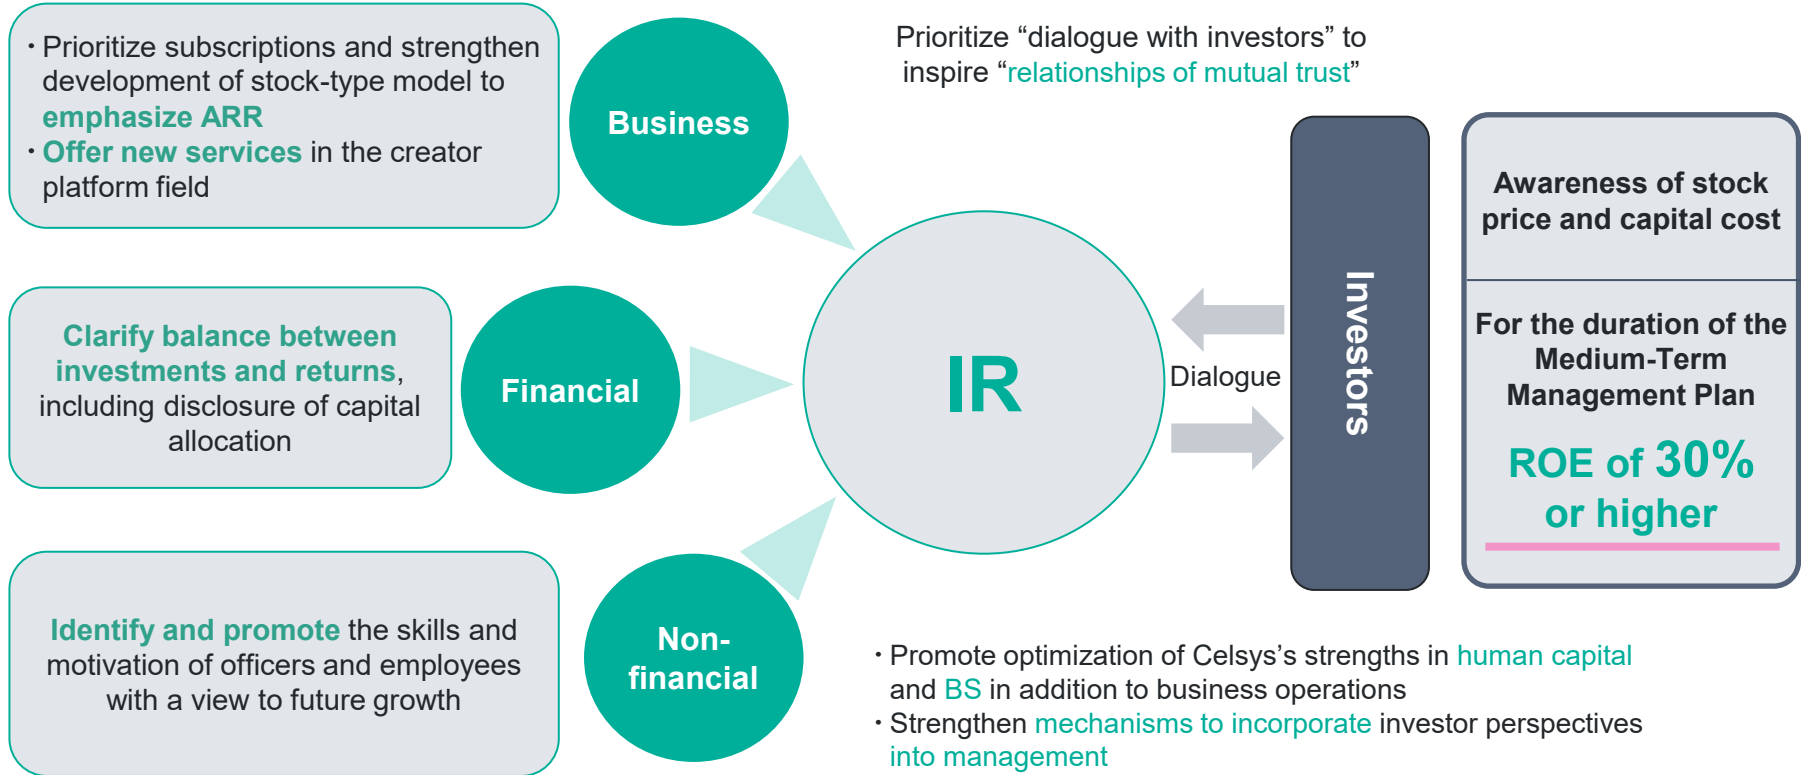 ・Prioritize subscriptions and strengthen
development of stock-type model to
emphasize ARR
・Offer new services in the creator
platform field
Business
Prioritize “dialogue with investors” to
inspire “relationships of mutual trust”
Clarify balance between
investments and returns,
including disclosure of capital
allocation
Financial
IR
Dialogue
Investors
Awareness of stock
price and capital cost
For the duration of the
Medium-Term
Management Plan
ROE of 30%
or higher
Identify and promote the skills and
motivation of officers and employees
with a view to future growth
Non-
financial
・Promote optimization of Celsys’s strengths in human capital
and BS in addition to business operations
・Strengthen mechanisms to incorporate investor perspectives
into management